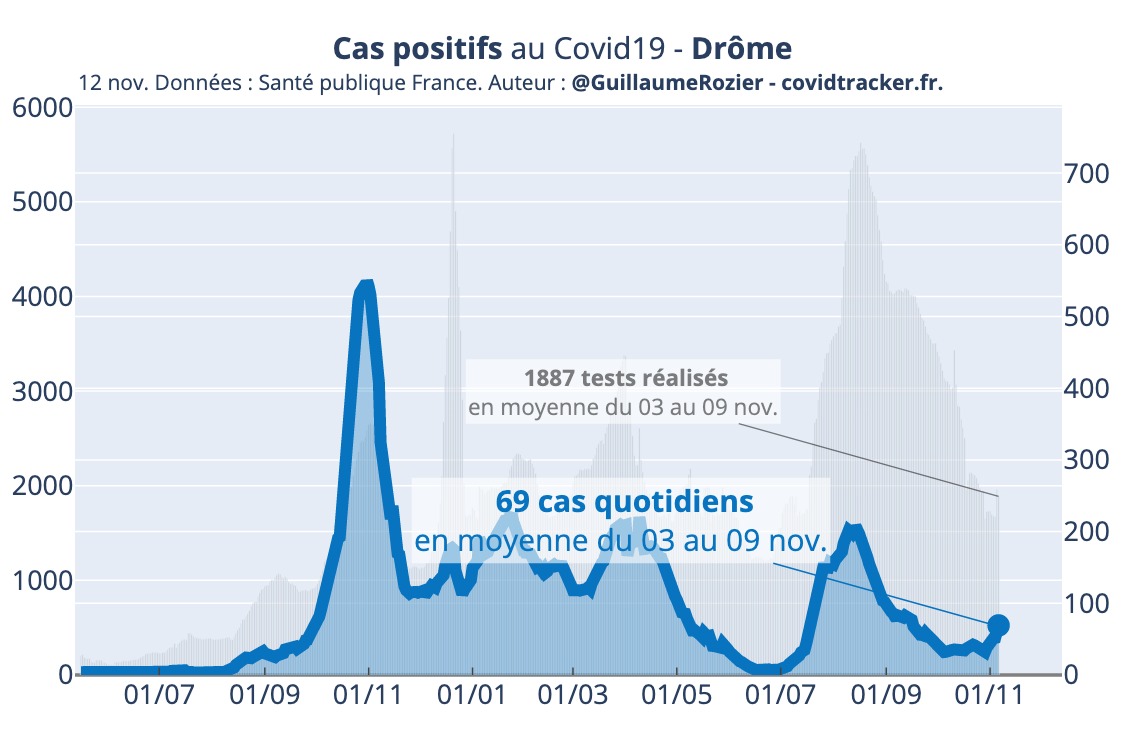 Cas positifs au Covid19 - Drôme
12 nov. Données : Santé publique France. Auteur : @GuillaumeRozier - covidtracker.fr.
6000
5000
4000
3000
2000
1000
0
700
600
500
400
300
200
100
0
1887 tests réalisés
en moyenne du 03 au 09 nov.
69 cas quotidiens
en moyenne du 03 au 09 nov.
01/07 01/09 01/11 01/01 01/03 01/05 01/07 01/09 01/11